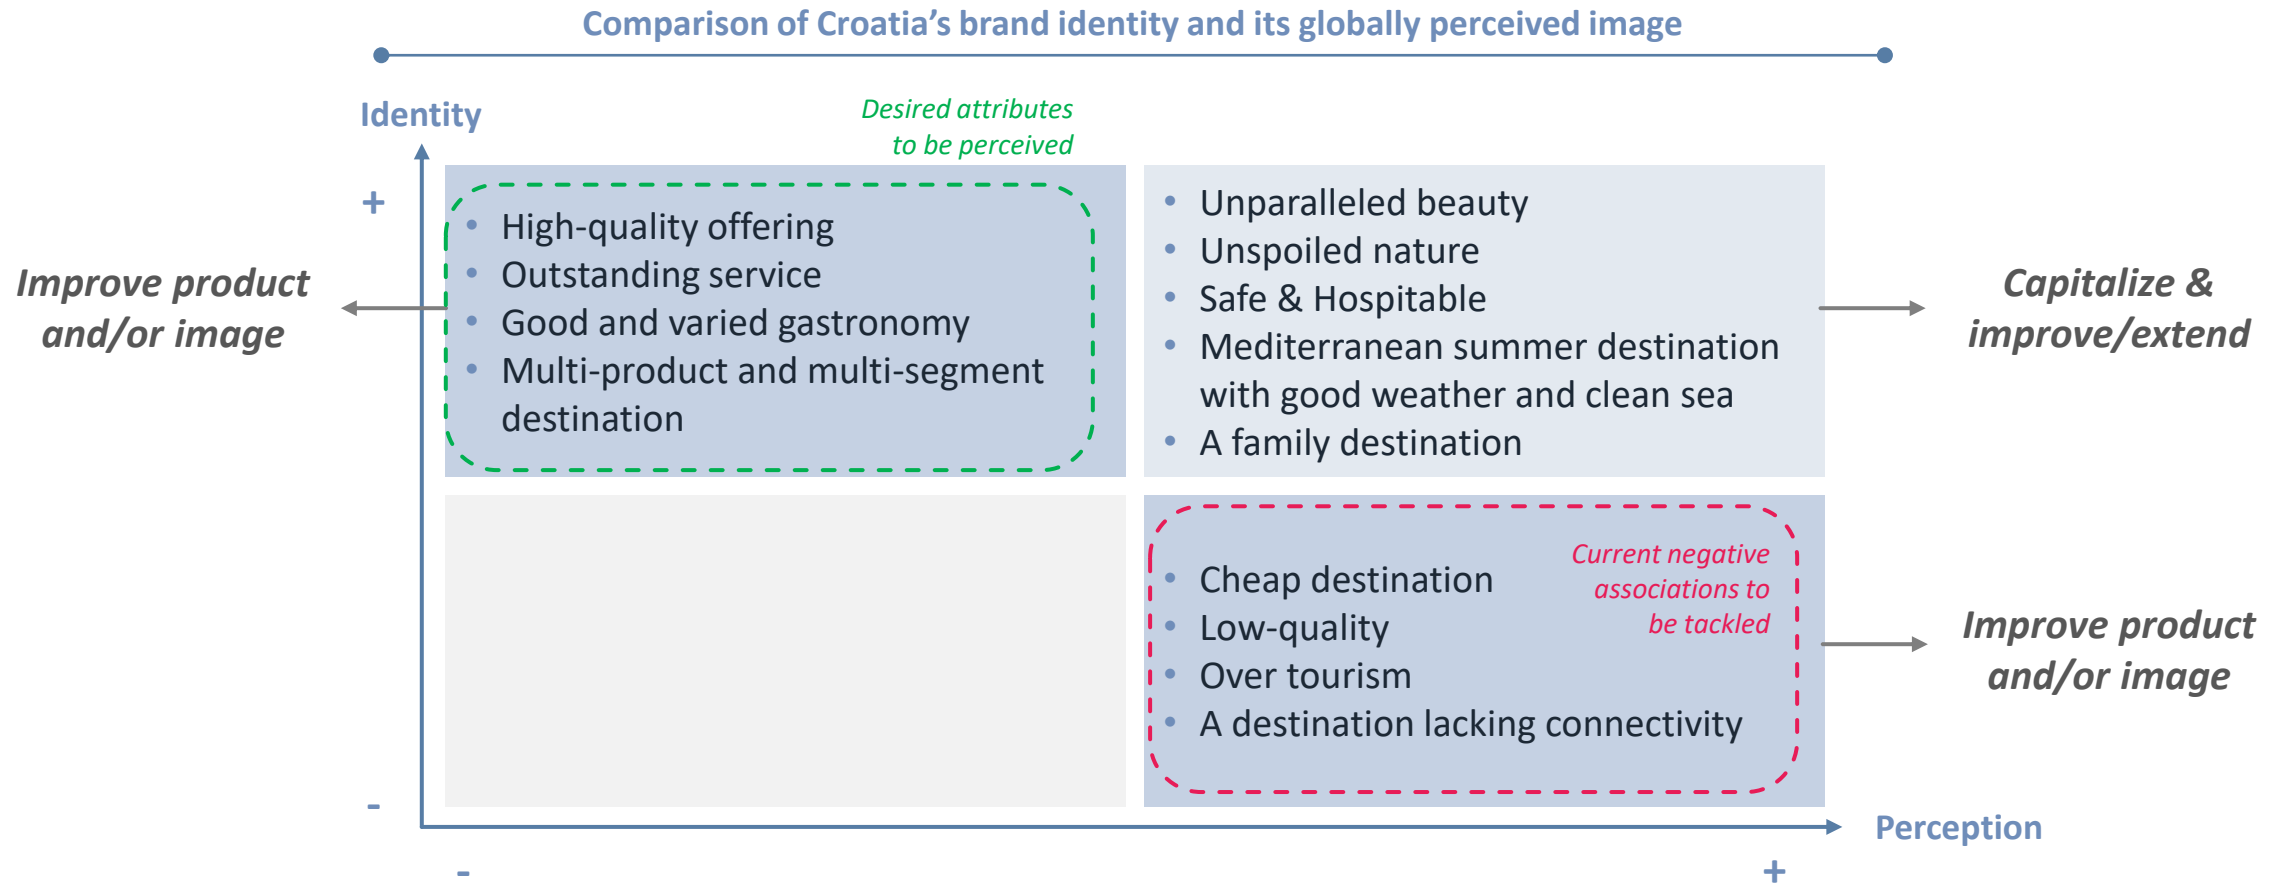 Comparison of Croatia’s brand identity and its globally perceived image
Identity
Desired attributes
to be perceived
+
Improve product
and/or image
• High-quality offering
• Outstanding service
• Good and varied gastronomy
• Multi-product and multi-segment
destination
• Unparalleled beauty
• Unspoiled nature
• Safe & Hospitable
• Mediterranean summer destination
with good weather and clean sea
• A family destination
Capitalize &
improve/extend
Current negative
associations to
be tackled
• Cheap destination
• Low-quality
• Over tourism
• A destination lacking connectivity
Improve product
and/or image
-
Perception
-
+